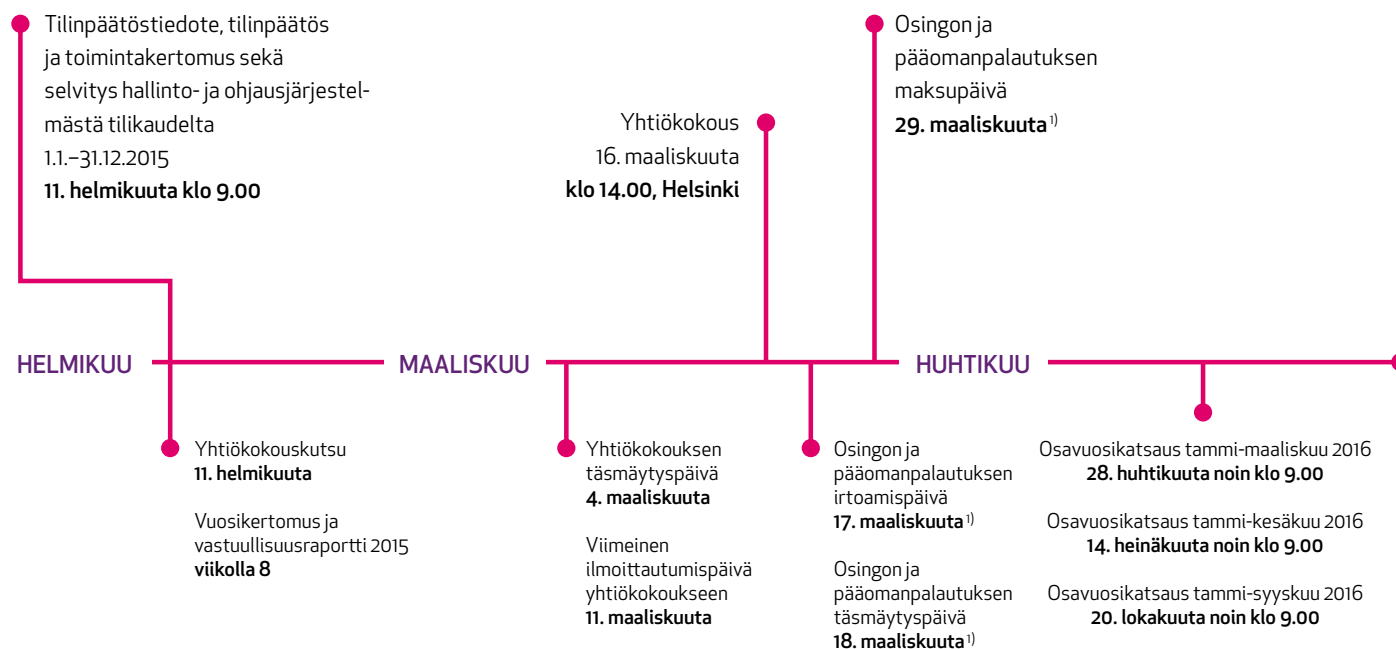 Tilinpäätöstiedote, tilinpäätös
ja toimintakertomus sekä
selvitys hallinto- ja ohjausjärjestel-
mästä tilikaudelta
1.1.–31.12.2015
11. helmikuuta klo 9.00
Yhtiökokous
16. maaliskuuta
klo 14.00, Helsinki
Osingon ja
pääomanpalautuksen
maksupäivä
29. maaliskuuta 1)
HELMIKUU
MAALISKUU
HUHTIKUU
Yhtiökokouskutsu
11. helmikuuta
Vuosikertomus ja
vastuullisuusraportti 2015
viikolla 8
Yhtiökokouksen
täsmäytyspäivä
4. maaliskuuta
Viimeinen
ilmoittautumispäivä
yhtiökokoukseen
11. maaliskuuta
Osingon ja
pääomanpalautuksen
irtoamispäivä
17. maaliskuuta 1)
Osingon ja
pääomanpalautuksen
täsmäytyspäivä
18. maaliskuuta 1)
Osavuosikatsaus tammi-maaliskuu 2016
28. huhtikuuta noin klo 9.00
Osavuosikatsaus tammi-kesäkuu 2016
14. heinäkuuta noin klo 9.00
Osavuosikatsaus tammi-syyskuu 2016
20. lokakuuta noin klo 9.00